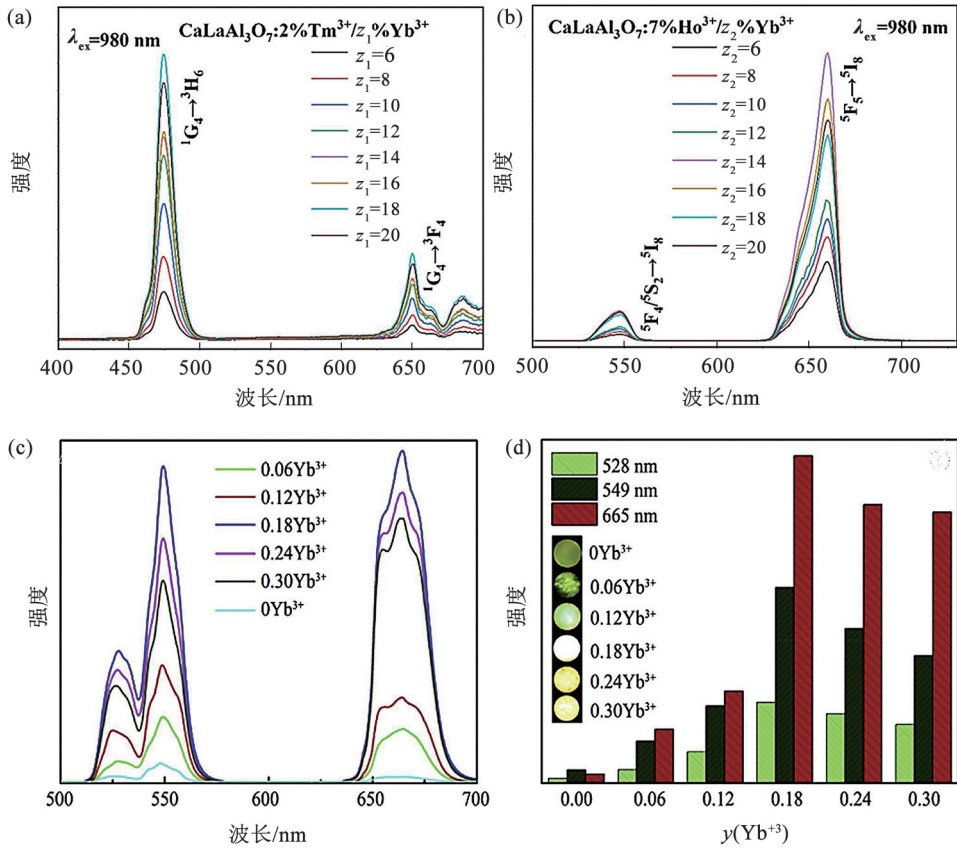 (a)
λex=980 nm
CaLaAl₃O₇:2%Tm³⁺/z₁%Yb³⁺
z₁=6
z₁=8
z₁=10
z₁=12
z₁=14
z₁=16
z₁=18
z₁=20
¹G₄→³H₆
¹G₄→³F₄
强度
400 450 500 550 600 650 700
波长/nm
(b)
CaLaAl₃O₇:7%Ho³⁺/z₂%Yb³⁺
λex=980 nm
z₂=6
z₂=8
z₂=10
z₂=12
z₂=14
z₂=16
z₂=18
z₂=20
⁵F₄/⁵S₂→⁵I₈
⁵F₅→⁵I₈
强度
500 550 600 650 700
波长/nm
(c)
0.06Yb³⁺
0.12Yb³⁺
0.18Yb³⁺
0.24Yb³⁺
0.30Yb³⁺
0Yb³⁺
强度
500 550 600 650 700
波长/nm
(d)
528 nm
549 nm
665 nm
0Yb³⁺
0.06Yb³⁺
0.12Yb³⁺
0.18Yb³⁺
0.24Yb³⁺
0.30Yb³⁺
强度
0.00 0.06 0.12 0.18 0.24 0.30
y(Yb⁺³)